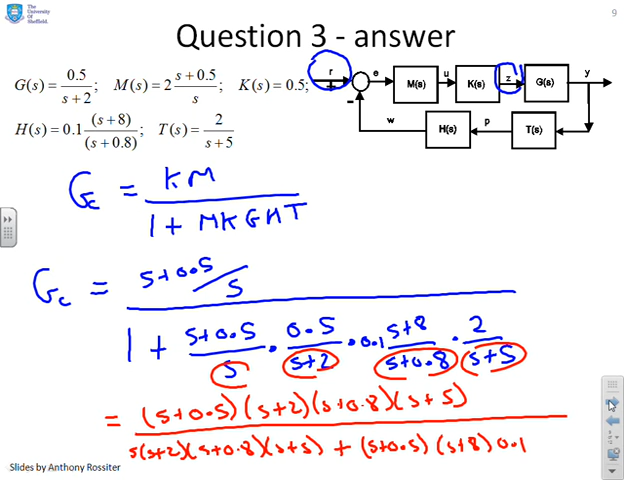 The University Of Sheffield.
9
Question 3 - answer
G(s) = 0.5/(s+2); M(s) = 2 (s+0.5)/s; K(s) = 0.5;
H(s) = 0.1 (s+8)/(s+0.8); T(s) = 2/(s+5)
r + - e M(s) u K(s) z G(s) y
w H(s) p T(s)
Gc = KM / (1 + MKGHT)
Gc = (s+0.5/s) / (1 + (s+0.5)/s · 0.5/(s+2) · 0.1 (s+8)/(s+0.8) · 2/(s+5))
= (s+0.5)(s+2)(s+0.8)(s+5) / (s(s+2)(s+0.8)(s+5) + (s+0.5)(s+8) 0.1)
Slides by Anthony Rossiter